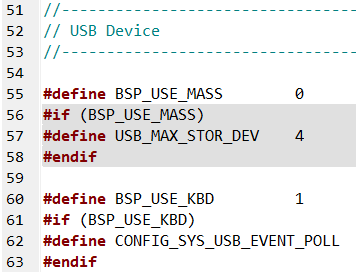 51 //--------------------------------
52 // USB Device
53 //--------------------------------
54
55 #define BSP_USE_MASS 0
56 #if (BSP_USE_MASS)
57 #define USB_MAX_STOR_DEV 4
58 #endif
59
60 #define BSP_USE_KBD 1
61 #if (BSP_USE_KBD)
62 #define CONFIG_SYS_USB_EVENT_POLL
63 #endif